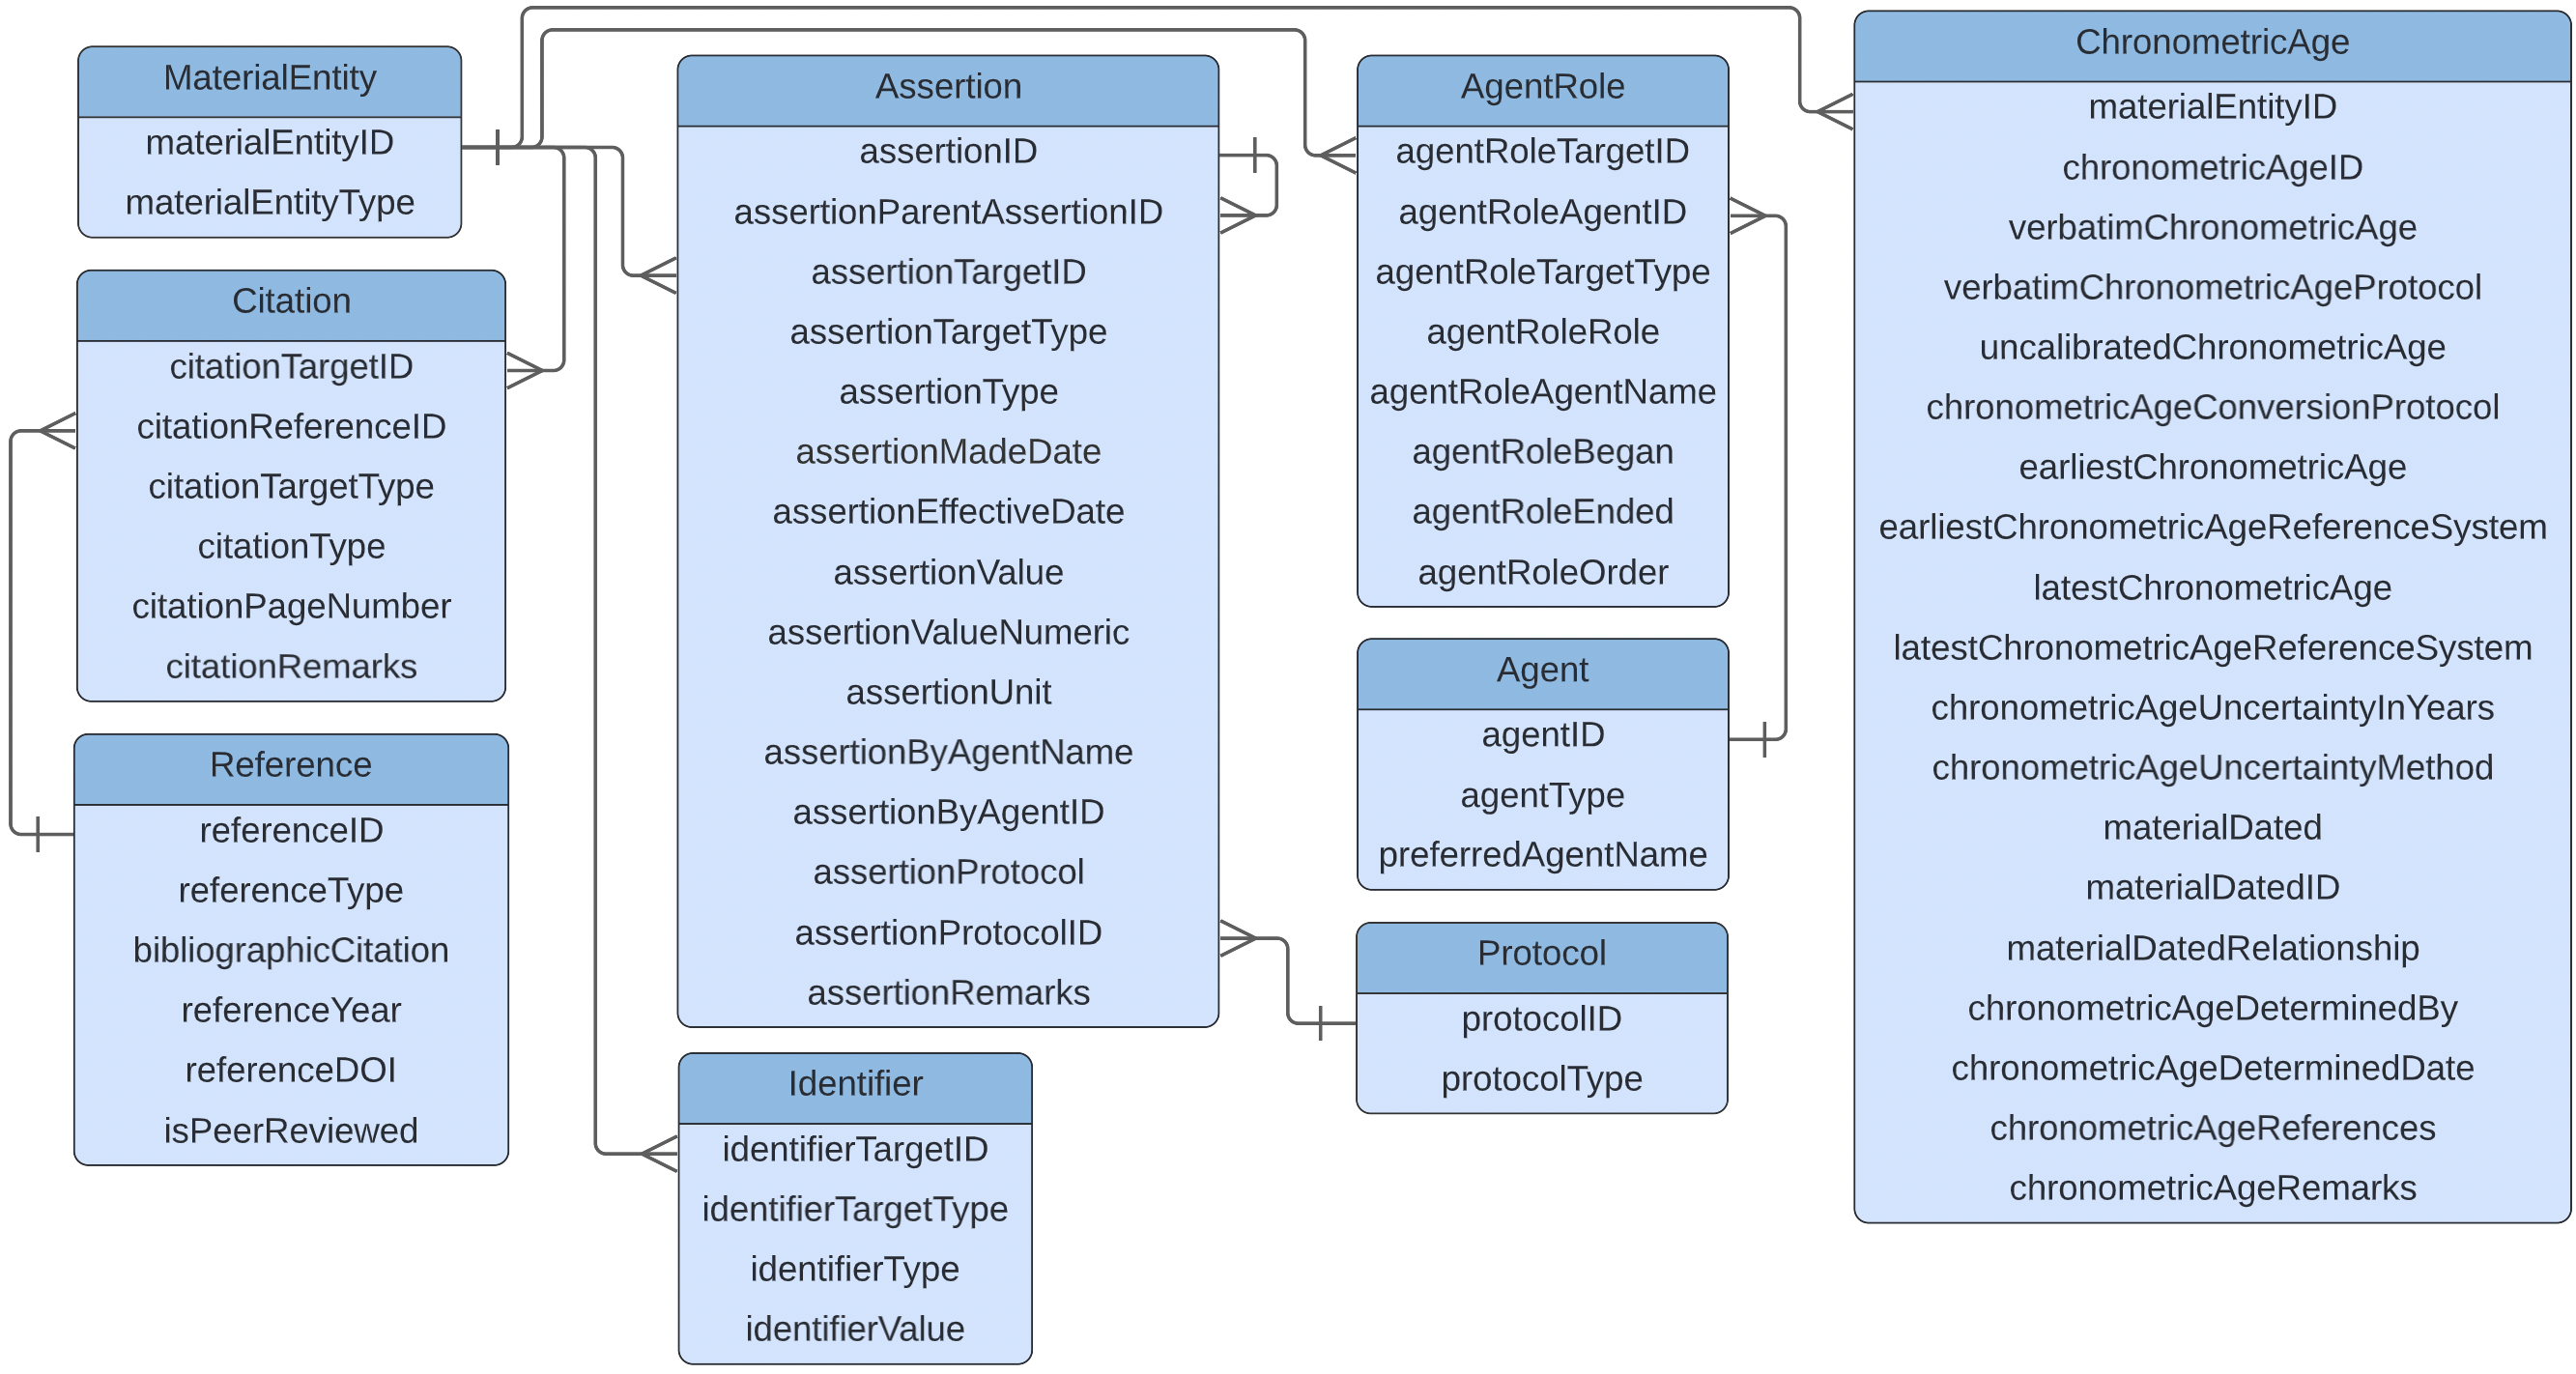 MaterialEntity
materialEntityID
materialEntityType
Citation
citationTargetID
citationReferenceID
citationTargetType
citationType
citationPageNumber
citationRemarks
Reference
referenceID
referenceType
bibliographicCitation
referenceYear
referenceDOI
isPeerReviewed
Assertion
assertionID
assertionParentAssertionID
assertionTargetID
assertionTargetType
assertionType
assertionMadeDate
assertionEffectiveDate
assertionValue
assertionValueNumeric
assertionUnit
assertionByAgentName
assertionByAgentID
assertionProtocol
assertionProtocolID
assertionRemarks
Identifier
identifierTargetID
identifierTargetType
identifierType
identifierValue
AgentRole
agentRoleTargetID
agentRoleAgentID
agentRoleTargetType
agentRoleRole
agentRoleAgentName
agentRoleBegan
agentRoleEnded
agentRoleOrder
Agent
agentID
agentType
preferredAgentName
Protocol
protocolID
protocolType
ChronometricAge
materialEntityID
chronometricAgeID
verbatimChronometricAge
verbatimChronometricAgeProtocol
uncalibratedChronometricAge
chronometricAgeConversionProtocol
earliestChronometricAge
earliestChronometricAgeReferenceSystem
latestChronometricAge
latestChronometricAgeReferenceSystem
chronometricAgeUncertaintyInYears
chronometricAgeUncertaintyMethod
materialDated
materialDatedID
materialDatedRelationship
chronometricAgeDeterminedBy
chronometricAgeDeterminedDate
chronometricAgeReferences
chronometricAgeRemarks